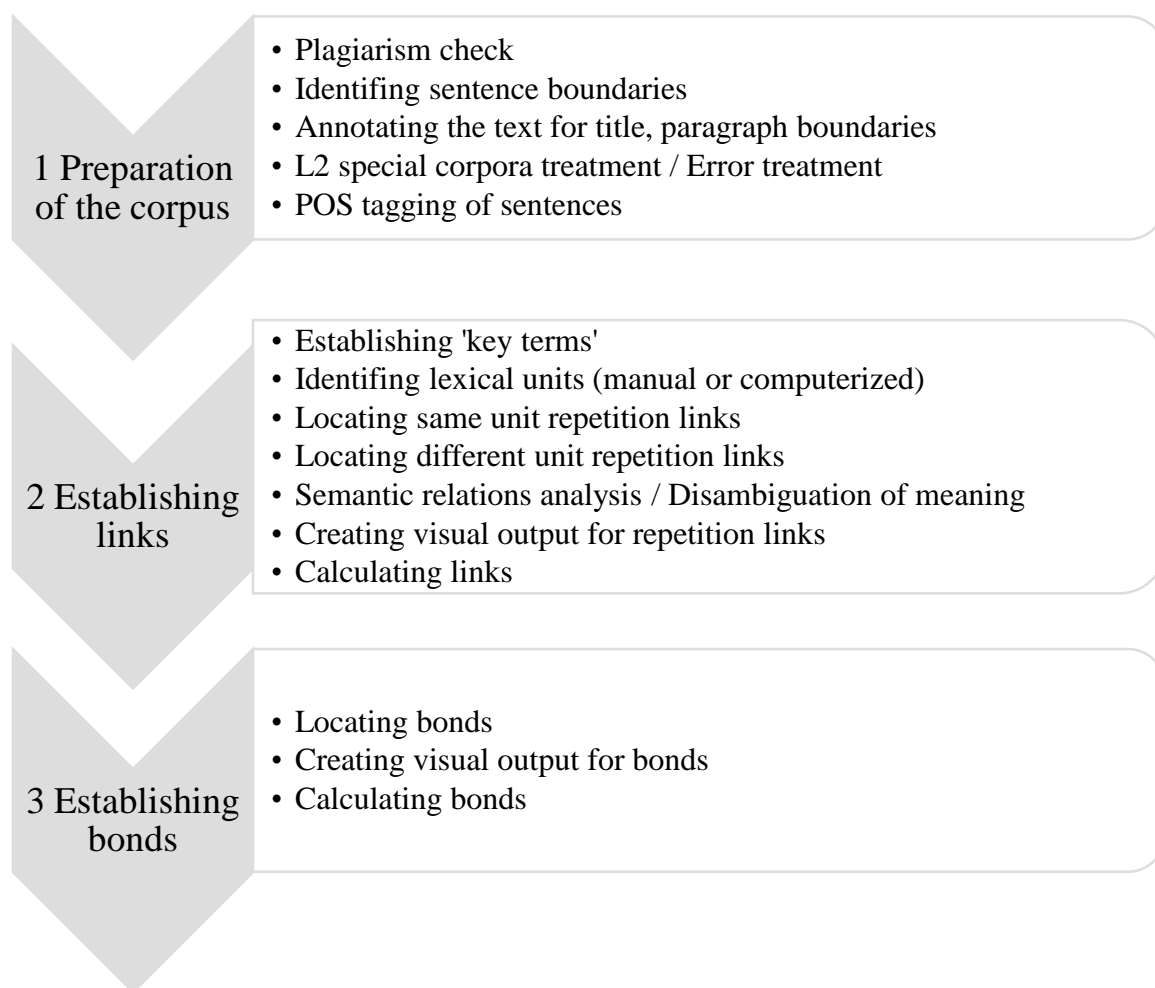 1 Preparation
of the corpus
• Plagiarism check
• Identifing sentence boundaries
• Annotating the text for title, paragraph boundaries
• L2 special corpora treatment / Error treatment
• POS tagging of sentences
2 Establishing
links
• Establishing 'key terms'
• Identifing lexical units (manual or computerized)
• Locating same unit repetition links
• Locating different unit repetition links
• Semantic relations analysis / Disambiguation of meaning
• Creating visual output for repetition links
• Calculating links
3 Establishing
bonds
• Locating bonds
• Creating visual output for bonds
• Calculating bonds